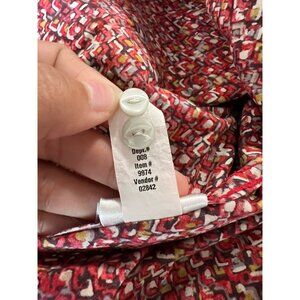 Dept.#
008
Item #
9974
Vendor #
02842